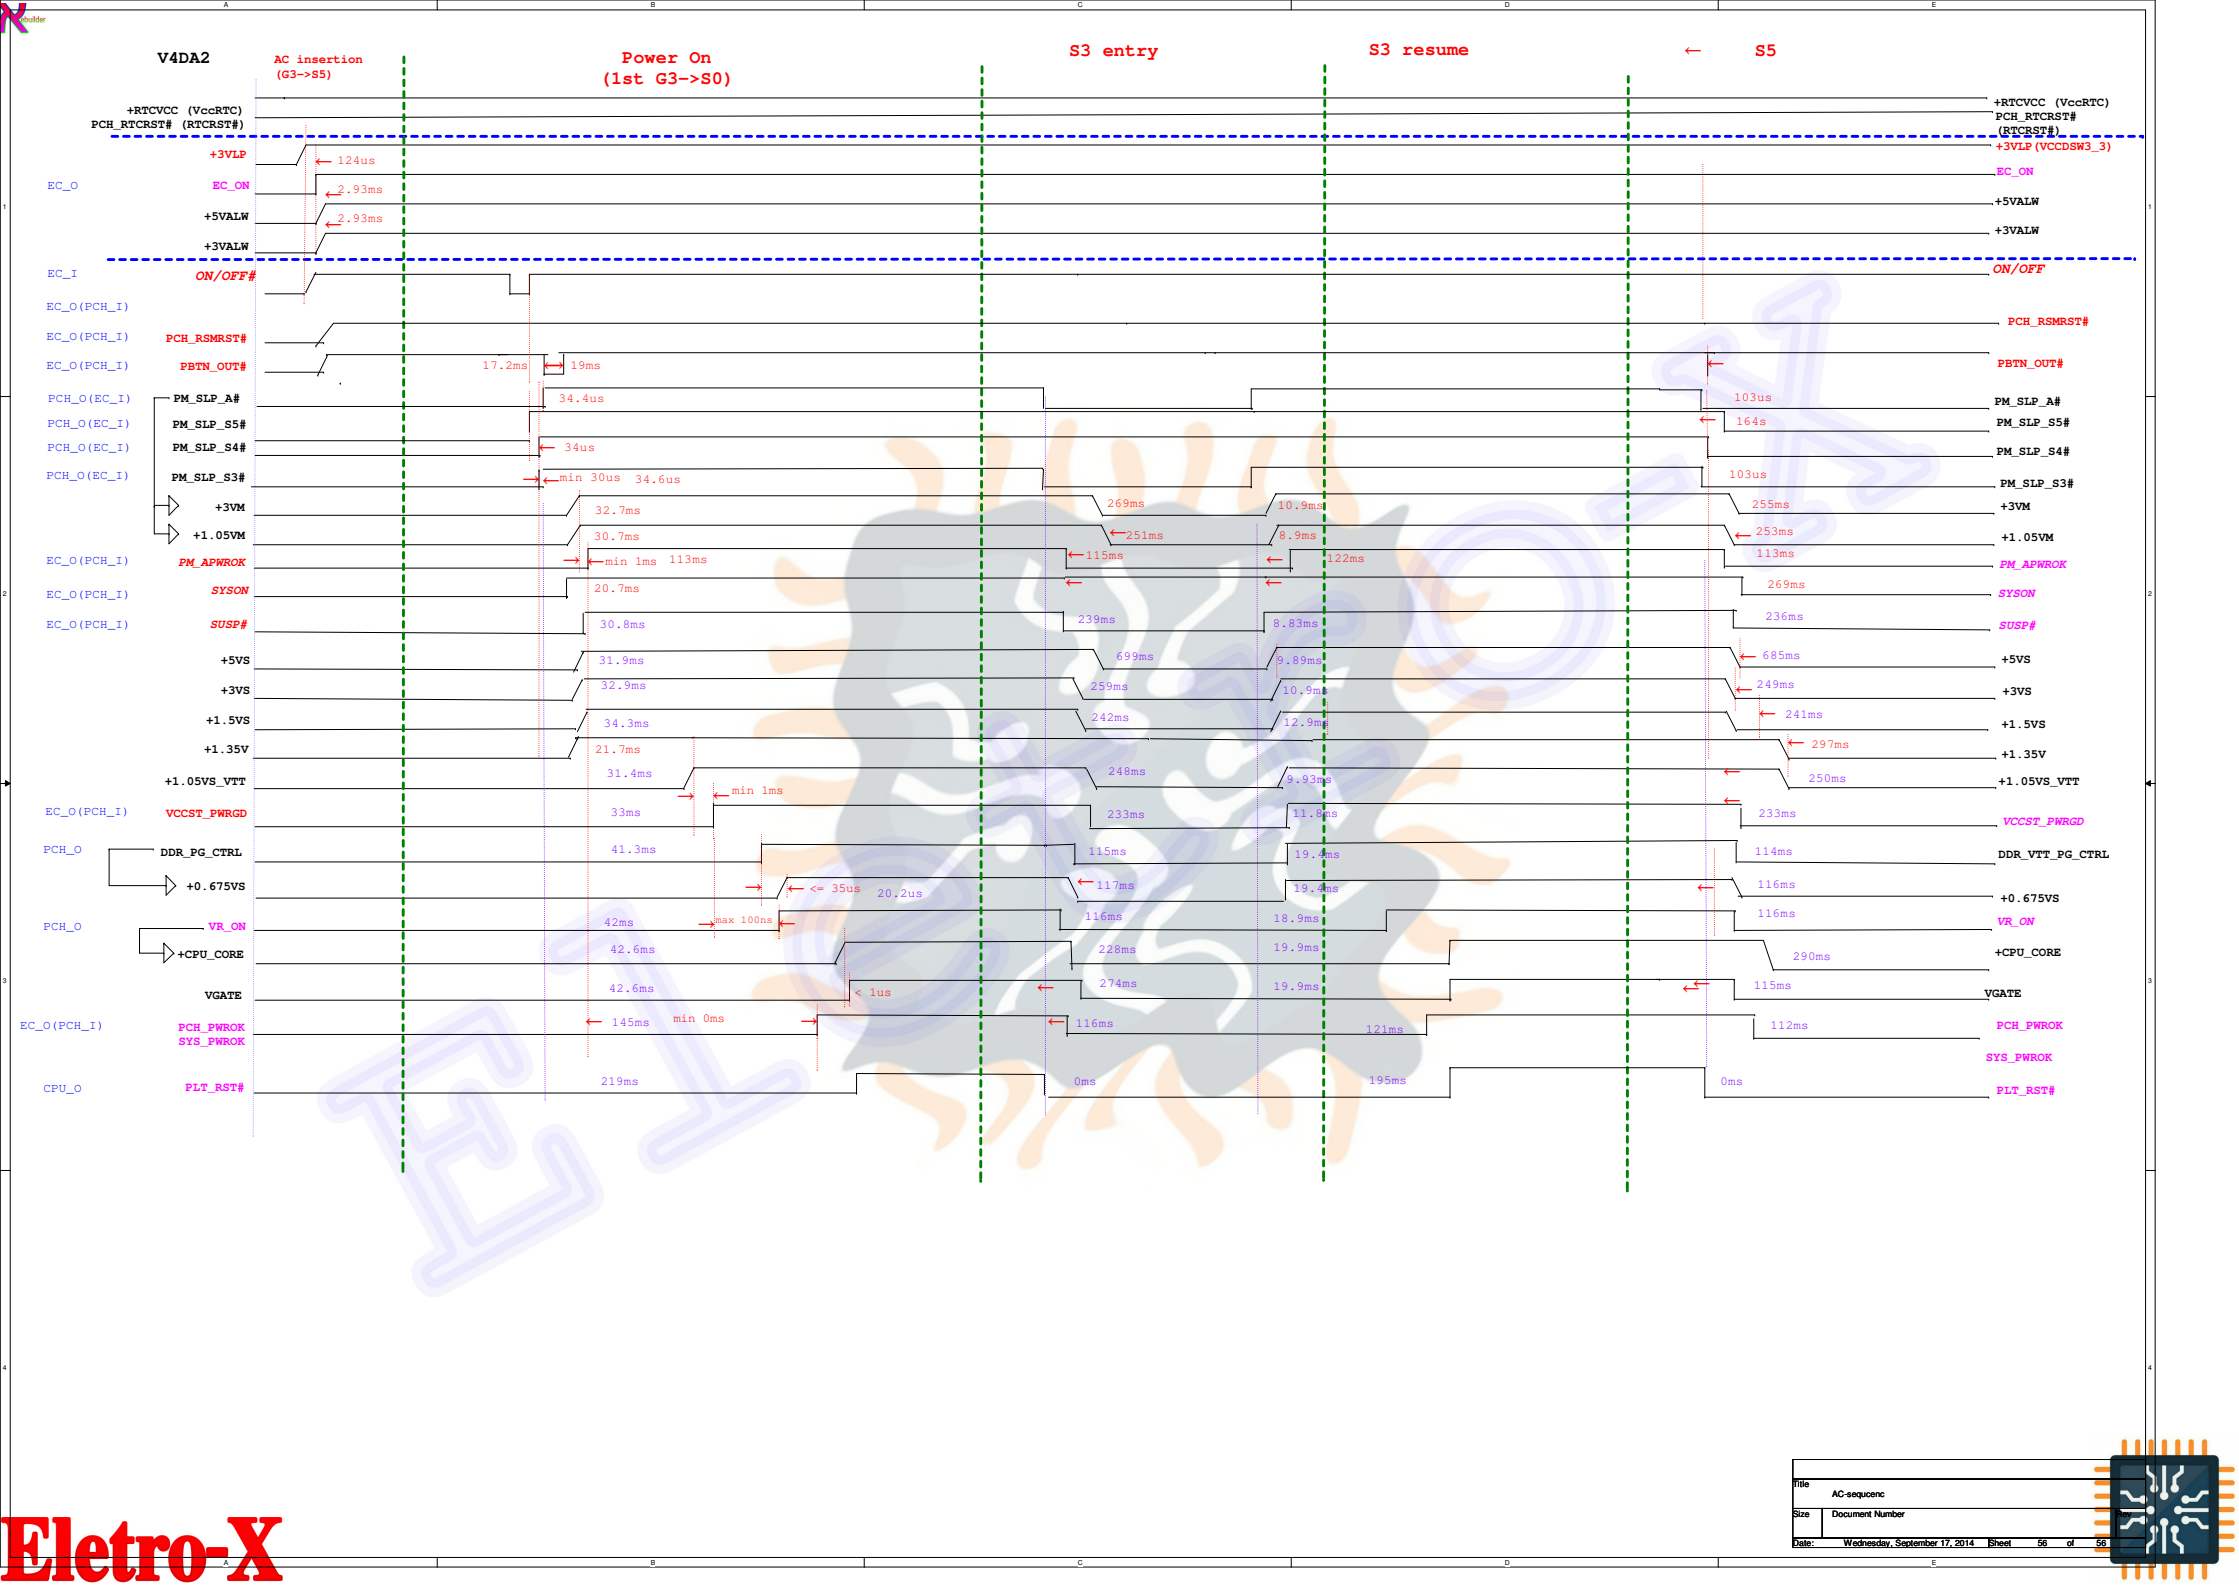 A B C D E
ebuilder
V4DA2
AC insertion
(G3->S5)
Power On
(1st G3->S0)
S3 entry
S3 resume
← S5
+RTCVCC (VccRTC)
PCH_RTCRST# (RTCRST#)
+RTCVCC (VccRTC)
PCH_RTCRST#
(RTCRST#)
+3VLP
124us
+3VLP(VCCDSW3_3)
EC_O EC_ON
2.93ms
EC_ON
1
+5VALW
2.93ms
+5VALW
1
+3VALW
+3VALW
EC_I ON/OFF#
ON/OFF
EC_O(PCH_I)
EC_O(PCH_I) PCH_RSMRST#
PCH_RSMRST#
EC_O(PCH_I) PBTN_OUT#
17.2ms 19ms
PBTN_OUT#
PCH_O(EC_I) PM_SLP_A#
34.4us 103us
PM_SLP_A#
PCH_O(EC_I) PM_SLP_S5#
164s
PM_SLP_S5#
PCH_O(EC_I) PM_SLP_S4#
34us
PM_SLP_S4#
PCH_O(EC_I) PM_SLP_S3#
min 30us 34.6us 103us
PM_SLP_S3#
+3VM
32.7ms 269ms 10.9ms 255ms
+3VM
+1.05VM
30.7ms 251ms 8.9ms 253ms
+1.05VM
EC_O(PCH_I) PM_APWROK
min 1ms 113ms 115ms 122ms 113ms
PM_APWROK
2
EC_O(PCH_I) SYSON
20.7ms 269ms
SYSON
2
EC_O(PCH_I) SUSP#
30.8ms 239ms 8.83ms 236ms
SUSP#
+5VS
31.9ms 699ms 9.89ms 685ms
+5VS
+3VS
32.9ms 259ms 10.9ms 249ms
+3VS
+1.5VS
34.3ms 242ms 12.9ms 241ms
+1.5VS
+1.35V
21.7ms 297ms
+1.35V
+1.05VS_VTT
31.4ms 248ms 9.93ms 250ms
+1.05VS_VTT
min 1ms
EC_O(PCH_I) VCCST_PWRGD
33ms 233ms 11.8ms 233ms
VCCST_PWRGD
PCH_O DDR_PG_CTRL
41.3ms 115ms 19.4ms 114ms
DDR_VTT_PG_CTRL
+0.675VS
<= 35us 20.2us 117ms 19.4ms 116ms
+0.675VS
PCH_O VR_ON
42ms max 100ns 116ms 18.9ms 116ms
VR_ON
+CPU_CORE
42.6ms 228ms 19.9ms 290ms
+CPU_CORE
3
VGATE
42.6ms < 1us 274ms 19.9ms 115ms
VGATE
3
EC_O(PCH_I) PCH_PWROK
SYS_PWROK
145ms min 0ms 116ms 121ms 112ms
PCH_PWROK
SYS_PWROK
CPU_O PLT_RST#
219ms 0ms 195ms 0ms
PLT_RST#
Eletro-X
4 4
Title
AC-sequcenc
Size Document Number Rev
Date: Wednesday, September 17, 2014 Sheet 56 of 56
Eletro-X
A B C D E